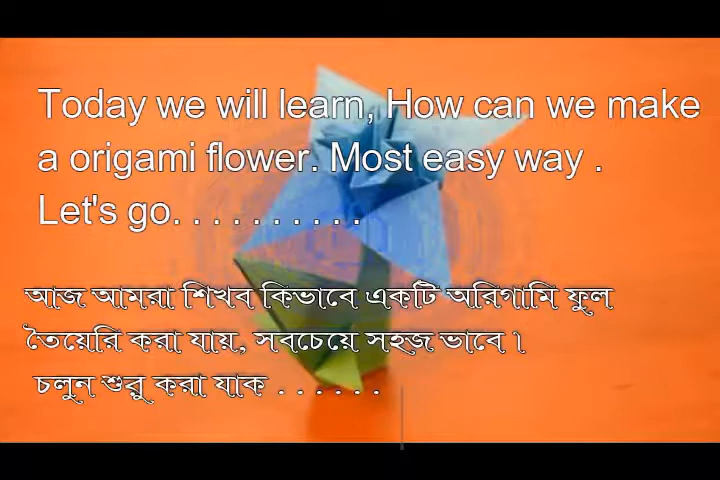 Today we will learn, How can we make
a origami flower. Most easy way .
Let's go. . . . . . . . . .
আজ আমরা শিখব কিভাবে একটি অরিগামি ফুল
তৈয়েরি করা যায়, সবচেয়ে সহজ ভাবে ।
চলুন শুরু করা যাক . . . . . .